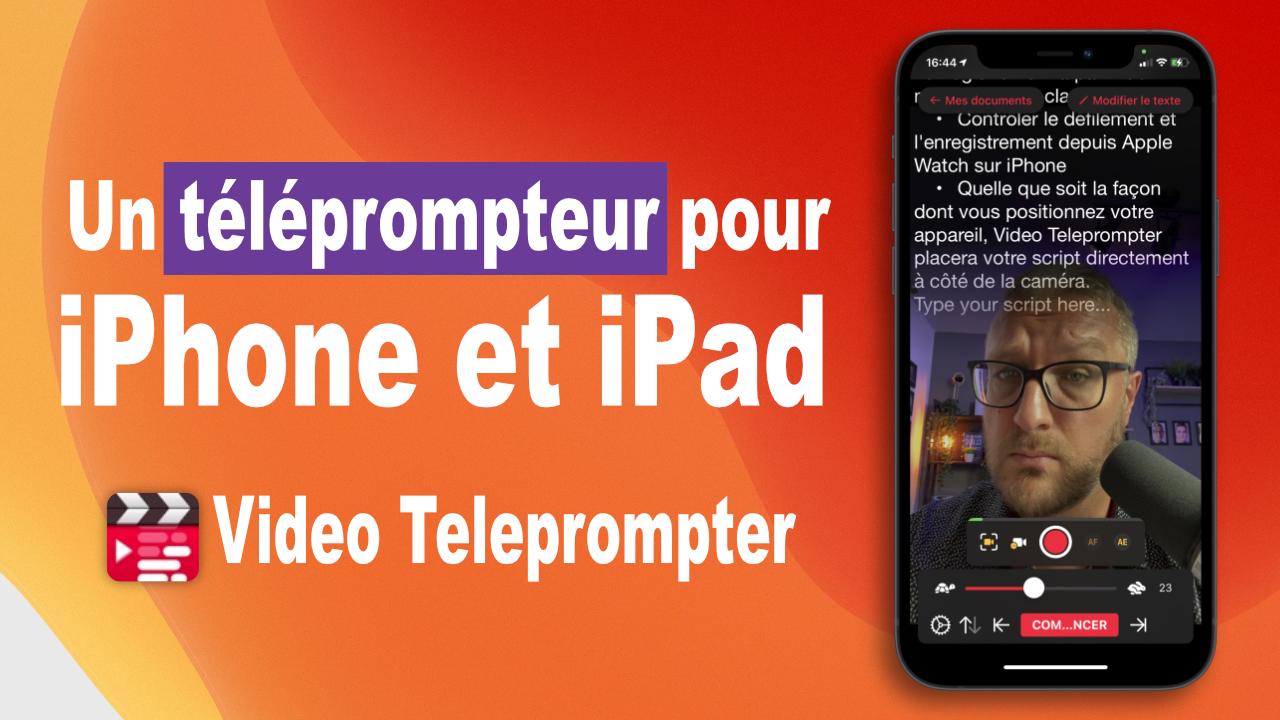 Un téléprompteur pour
iPhone et iPad
Video Teleprompter
16:44
← Mes documents
Modifier le texte
• Contrôler le défilement et
l'enregistrement depuis Apple
Watch sur iPhone
• Quelle que soit la façon
dont vous positionnez votre
appareil, Video Teleprompter
placera votre script directement
à côté de la caméra.
Type your script here...
AF
AE
23
COM...NCER